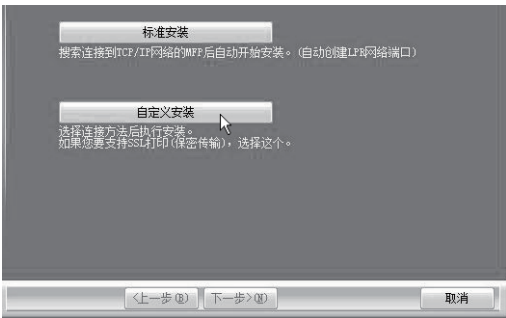 标准安装
搜索连接到TCP/IP网络的MFP后自动开始安装。(自动创建LPR网络端口)
自定义安装
选择连接方法后执行安装。
如果您要支持SSL打印(保密传输),选择这个。
<上一步(B) 下一步>(N) 取消